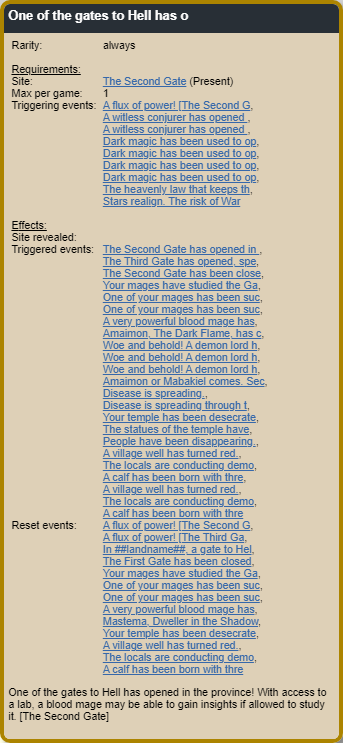 One of the gates to Hell has o
Rarity: always
Requirements:
Site: The Second Gate (Present)
Max per game: 1
Triggering events: A flux of power! [The Second G,
A witless conjurer has opened ,
A witless conjurer has opened ,
Dark magic has been used to op,
Dark magic has been used to op,
Dark magic has been used to op,
Dark magic has been used to op,
The heavenly law that keeps th,
Stars realign. The risk of War
Effects:
Site revealed:
Triggered events: The Second Gate has opened in ,
The Third Gate has opened, spe,
The Second Gate has been close,
Your mages have studied the Ga,
One of your mages has been suc,
One of your mages has been suc,
A very powerful blood mage has,
Amaimon, The Dark Flame, has c,
Woe and behold! A demon lord h,
Woe and behold! A demon lord h,
Woe and behold! A demon lord h,
Amaimon or Mabakiel comes. Sec,
Disease is spreading.,
Disease is spreading through t,
Your temple has been desecrate,
The statues of the temple have,
People have been disappearing.,
A village well has turned red.,
The locals are conducting demo,
A calf has been born with thre,
A village well has turned red.,
The locals are conducting demo,
A calf has been born with thre
Reset events: A flux of power! [The Second G,
A flux of power! [The Third Ga,
In ##landname##, a gate to Hel,
The First Gate has been closed,
Your mages have studied the Ga,
One of your mages has been suc,
One of your mages has been suc,
A very powerful blood mage has,
Mastema, Dweller in the Shadow,
Your temple has been desecrate,
A village well has turned red.,
The locals are conducting demo,
A calf has been born with thre
One of the gates to Hell has opened in the province! With access to
a lab, a blood mage may be able to gain insights if allowed to study
it. [The Second Gate]